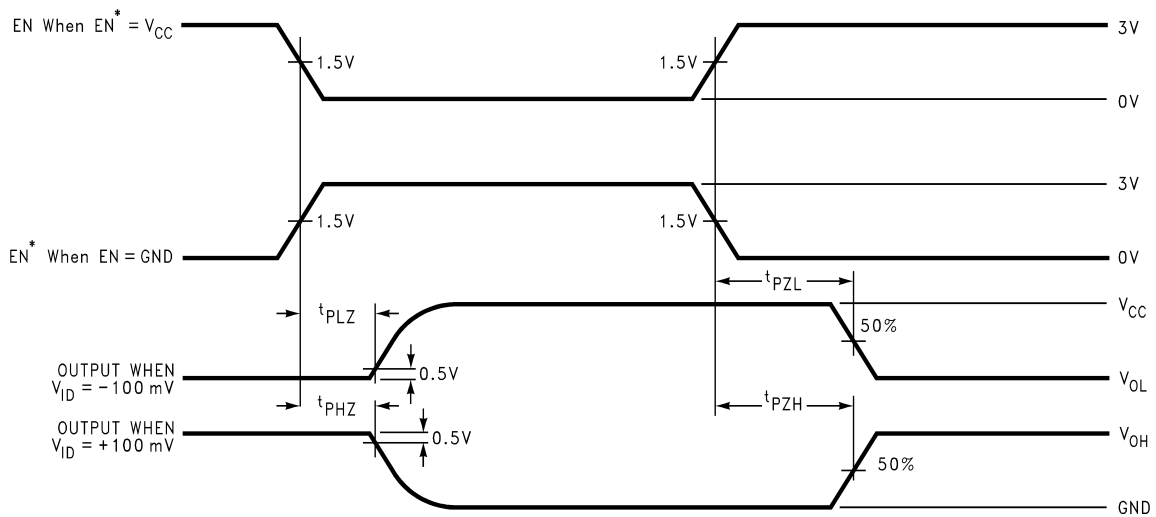 EN When EN* = VCC
3V
1.5V
1.5V
0V
3V
1.5V
1.5V
EN* When EN = GND
0V
tPZL
tPLZ
VCC
50%
OUTPUT WHEN
VID = −100 mV
0.5V
VOL
tPHZ
tPZH
OUTPUT WHEN
VID = +100 mV
0.5V
VOH
50%
GND